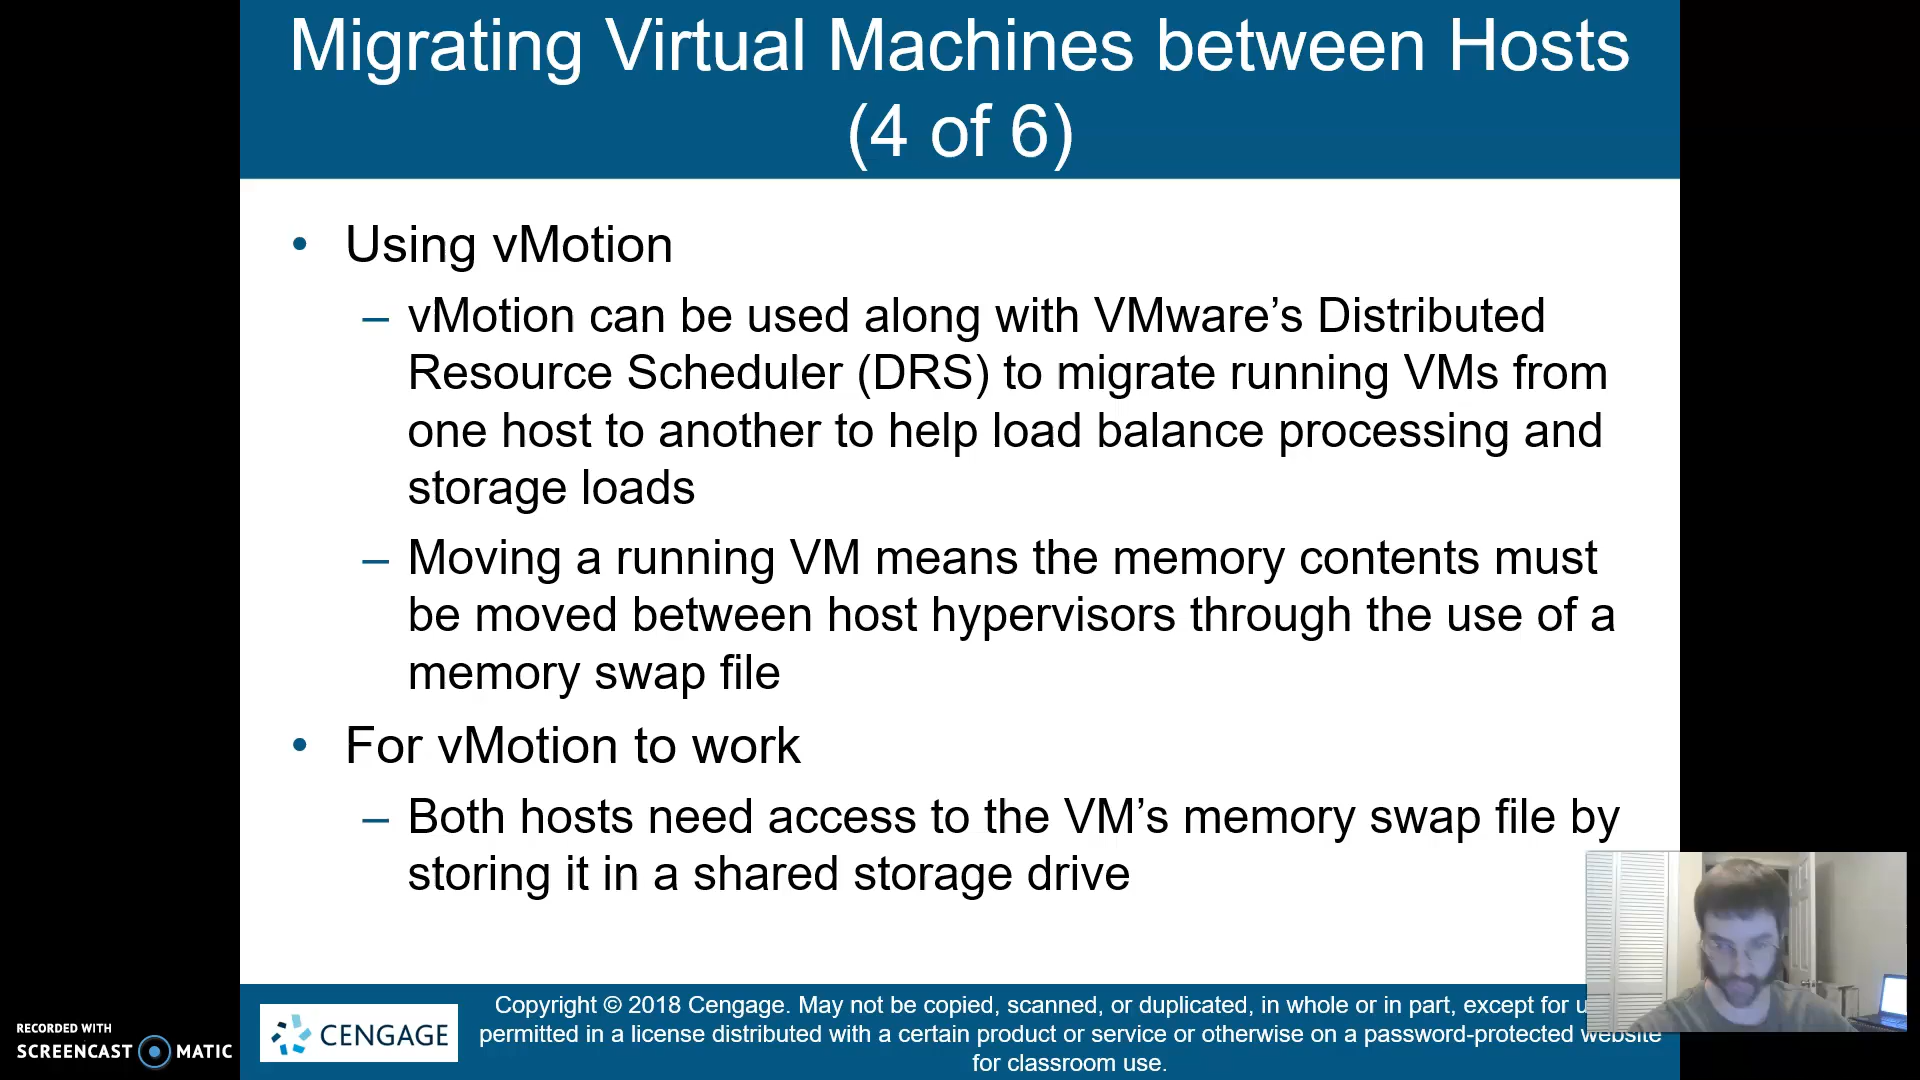 Migrating Virtual Machines between Hosts
(4 of 6)
• Using vMotion
– vMotion can be used along with VMware’s Distributed
Resource Scheduler (DRS) to migrate running VMs from
one host to another to help load balance processing and
storage loads
– Moving a running VM means the memory contents must
be moved between host hypervisors through the use of a
memory swap file
• For vMotion to work
– Both hosts need access to the VM’s memory swap file by
storing it in a shared storage drive
CENGAGE
Copyright © 2018 Cengage. May not be copied, scanned, or duplicated, in whole or in part, except for
permitted in a license distributed with a certain product or service or otherwise on a password-protected website
for classroom use.
RECORDED WITH
SCREENCAST MATIC